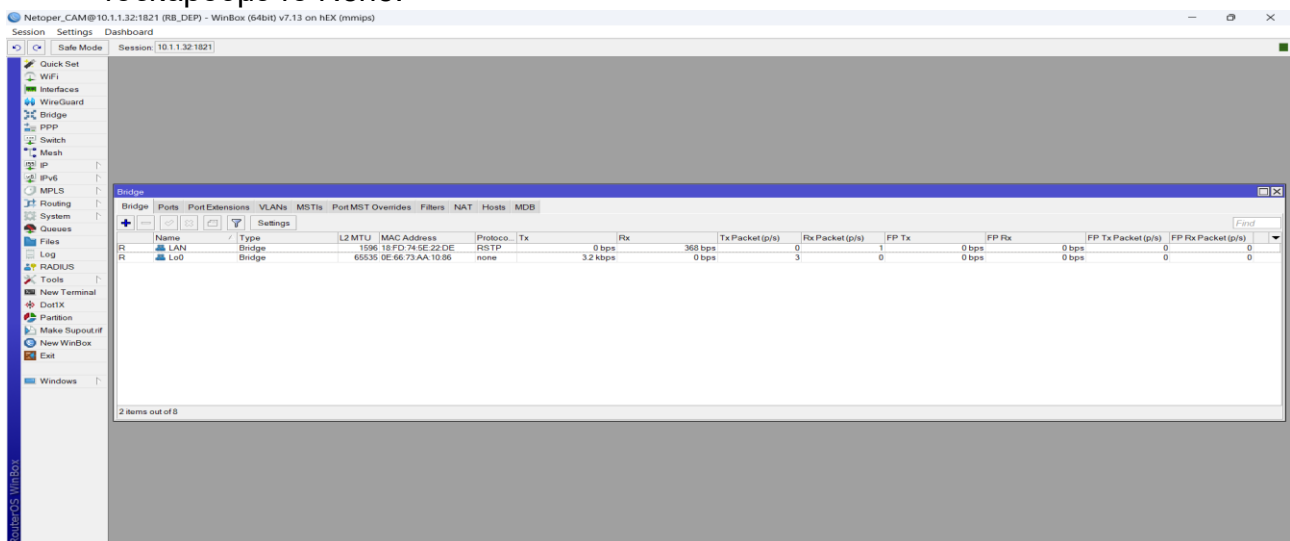 Netoper_CAM@10.1.1.32:1821 (RB_DEP) - WinBox (64bit) v7.13 on hEX (mmips)
Session Settings Dashboard
Safe Mode Session: 10.1.1.32:1821
Quick Set
WiFi
Interfaces
WireGuard
Bridge
PPP
Switch
Mesh
IP
IPv6
MPLS
Routing
System
Queues
Files
Log
RADIUS
Tools
New Terminal
Dot1X
Partition
Make Supout.rif
New WinBox
Exit
Windows
RouterOS WinBox
Bridge
Bridge Ports Port Extensions VLANs MSTIs Port MST Overrides Filters NAT Hosts MDB
Settings Find
Name Type L2 MTU MAC Address Protoco... Tx Rx Tx Packet (p/s) Rx Packet (p/s) FP Tx FP Rx FP Tx Packet (p/s) FP Rx Packet (p/s)
R LAN Bridge 1596 18:FD:74:5E:22:DE RSTP 0 bps 368 bps 0 1 0 bps 0 bps 0 0
R Lo0 Bridge 65535 0E:66:73:AA:10:86 none 3.2 kbps 0 bps 3 0 0 bps 0 bps 0 0
2 items out of 8